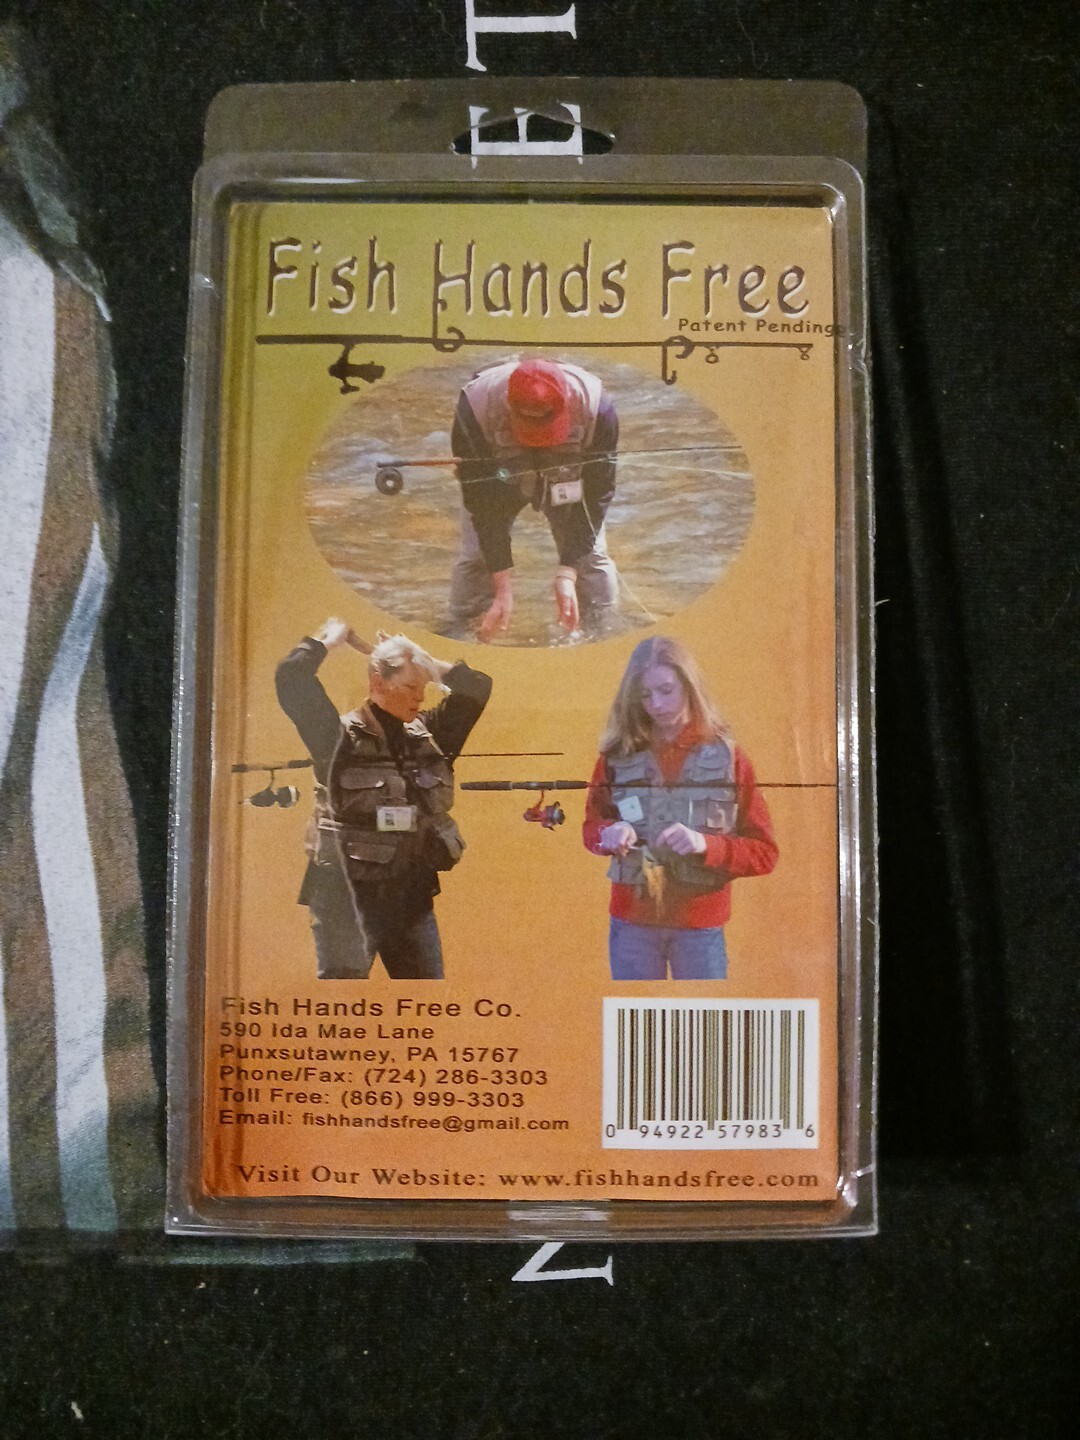 T
E
Fish Hands Free
Patent Pending
Fish Hands Free Co.
590 Ida Mae Lane
Punxsutawney, PA 15767
Phone/Fax: (724) 286-3303
Toll Free: (866) 999-3303
Email: fishhandsfree@gmail.com
0 94922 57983 6
Visit Our Website: www.fishhandsfree.com
N